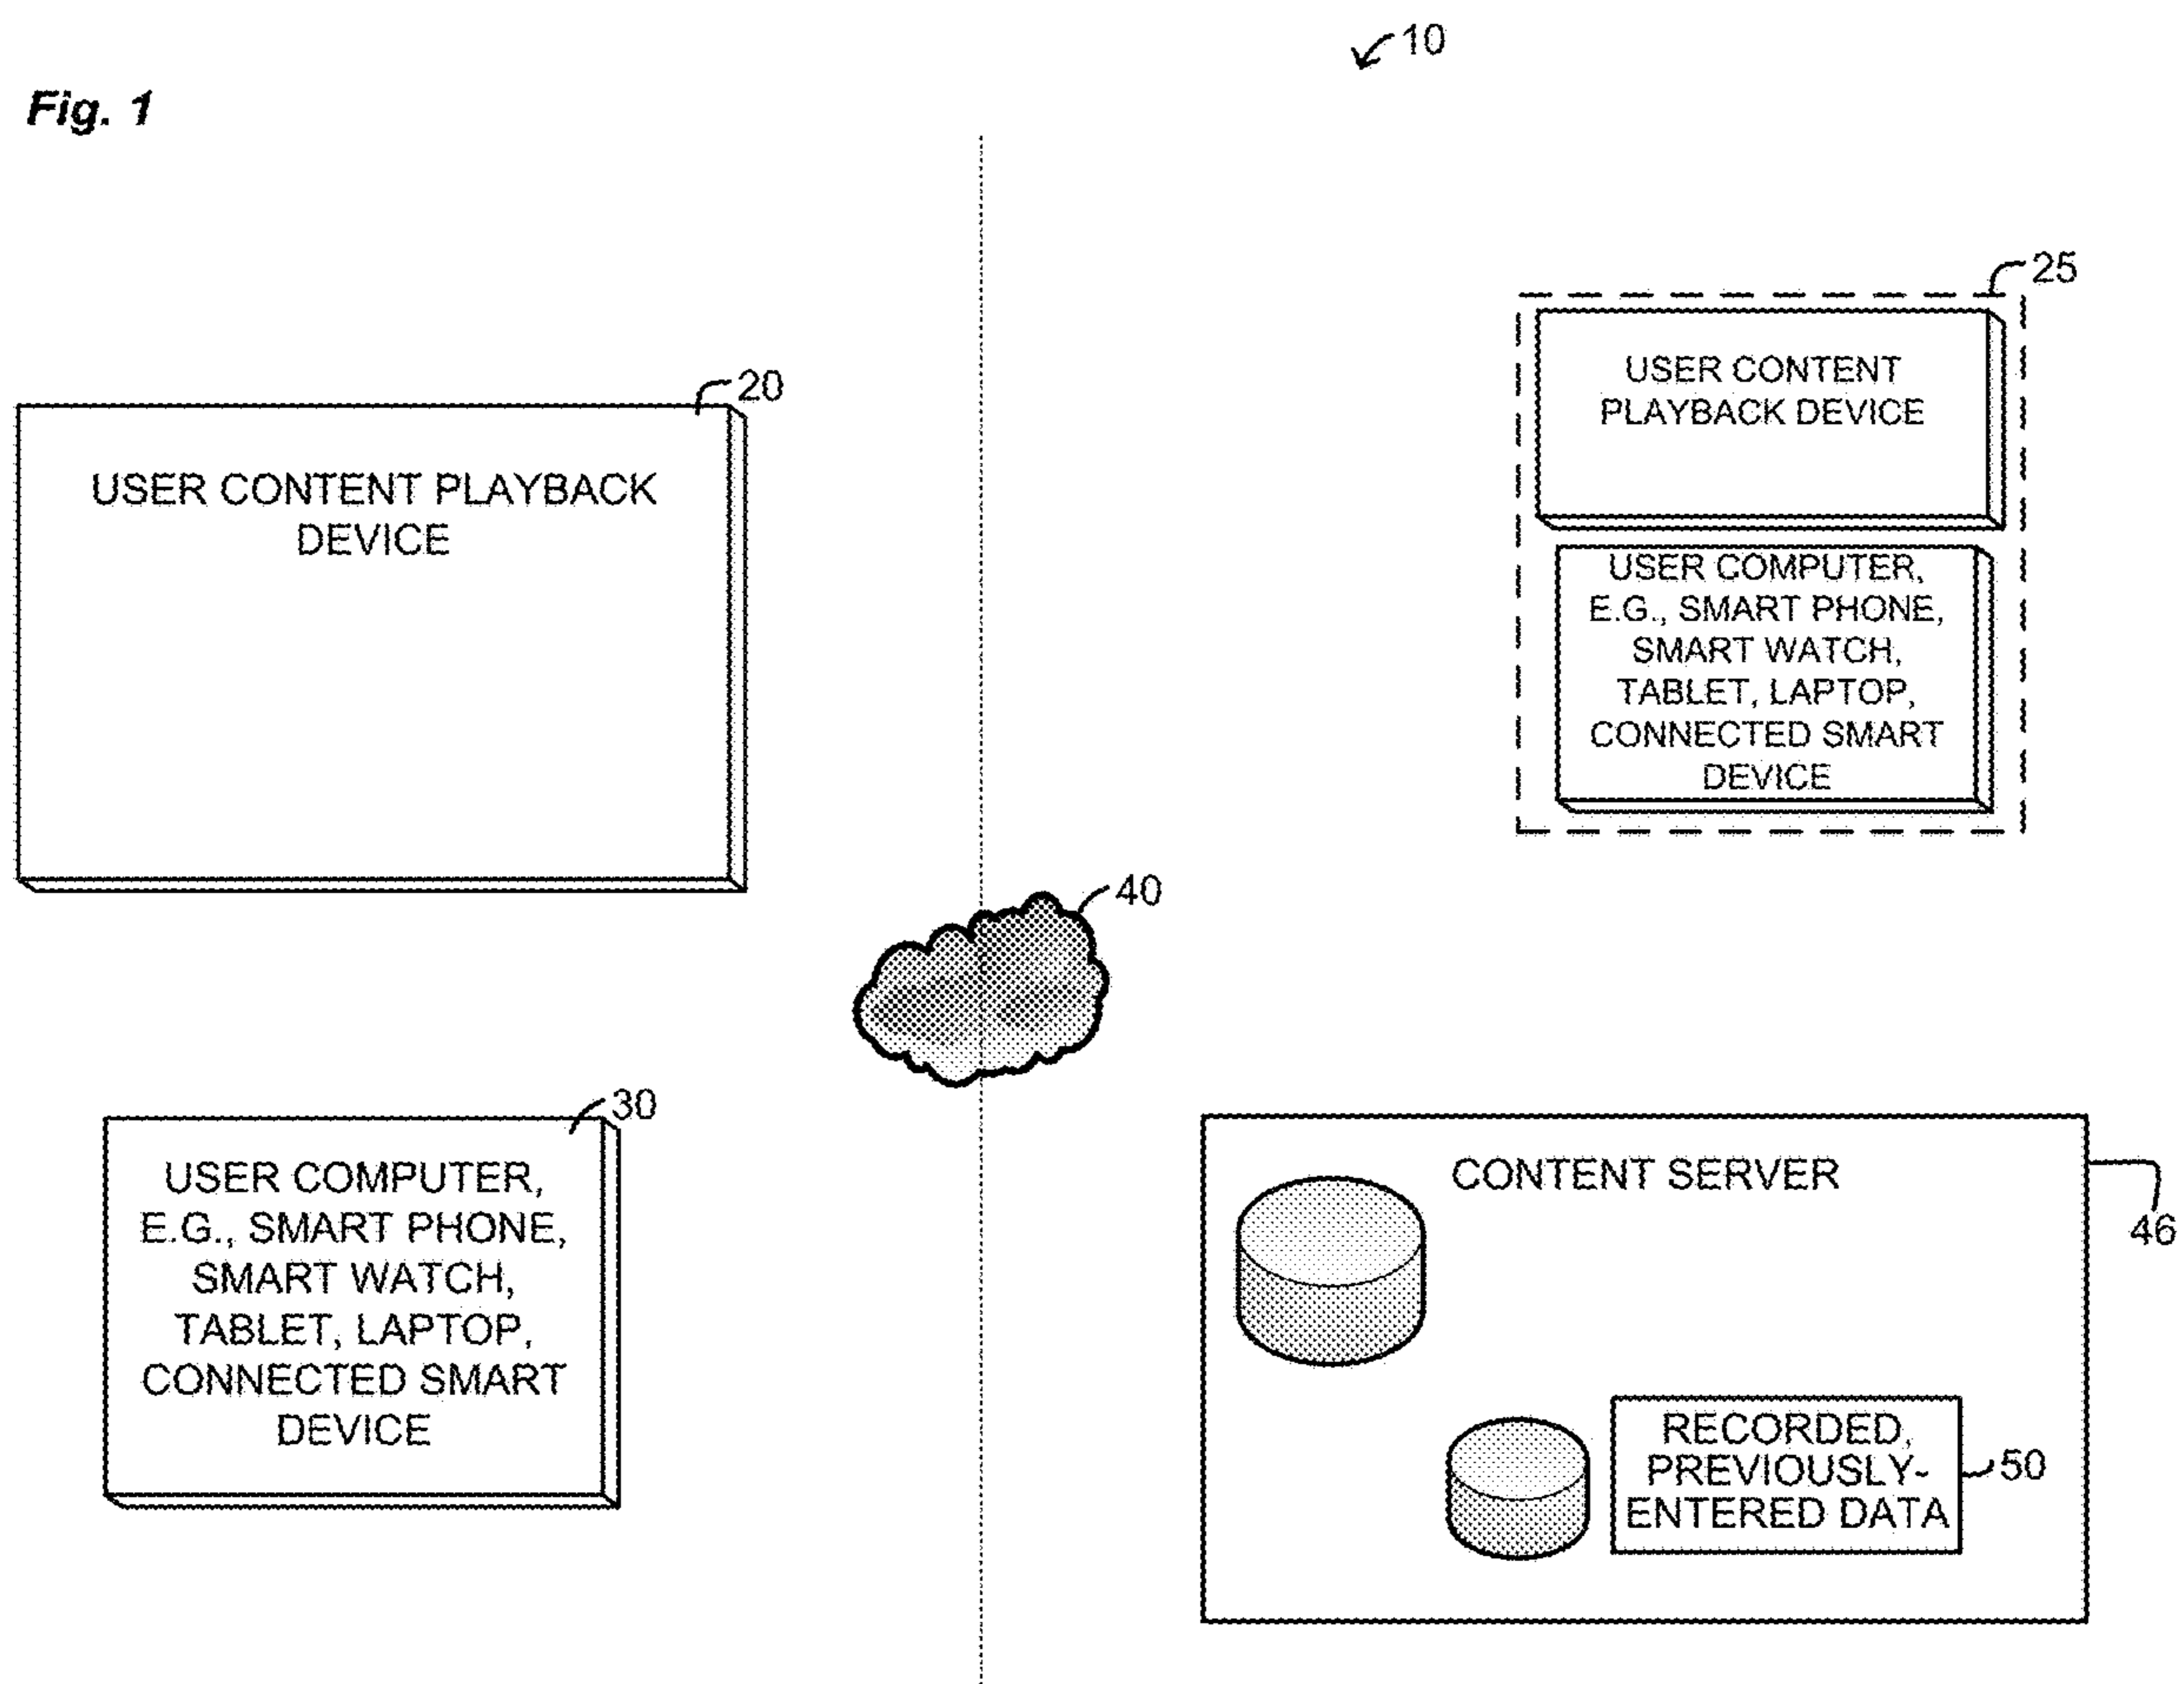 10
Fig. 1
25
USER CONTENT
PLAYBACK DEVICE
20
USER CONTENT PLAYBACK
DEVICE
USER COMPUTER,
E.G., SMART PHONE,
SMART WATCH,
TABLET, LAPTOP,
CONNECTED SMART
DEVICE
40
30
USER COMPUTER,
E.G., SMART PHONE,
SMART WATCH,
TABLET, LAPTOP,
CONNECTED SMART
DEVICE
CONTENT SERVER
46
RECORDED,
PREVIOUSLY-
ENTERED DATA
50